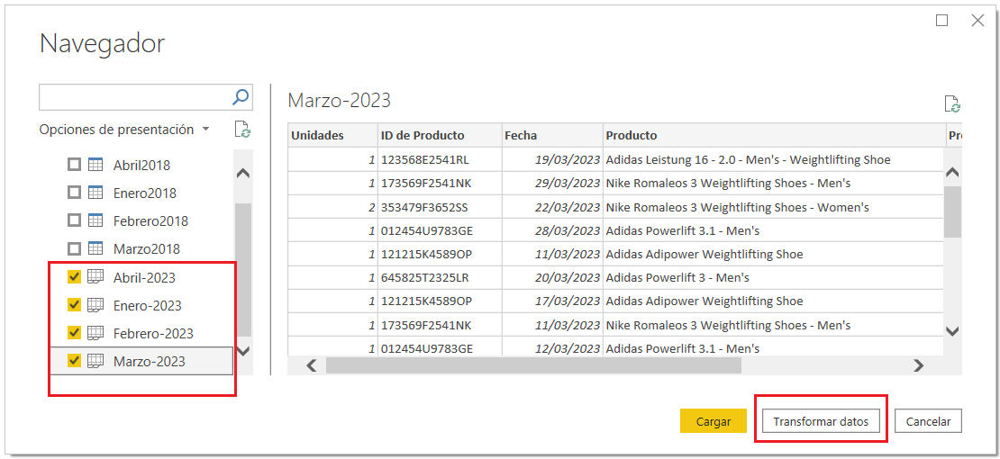 Navegador
Opciones de presentación
Abril2018
Enero2018
Febrero2018
Marzo2018
Abril-2023
Enero-2023
Febrero-2023
Marzo-2023
Marzo-2023
Unidades ID de Producto Fecha Producto Pr
1 123568E2541RL 19/03/2023 Adidas Leistung 16 - 2.0 - Men's - Weightlifting Shoe
1 173569F2541NK 29/03/2023 Nike Romaleos 3 Weightlifting Shoes - Men's
2 353479F3652SS 22/03/2023 Nike Romaleos 3 Weightlifting Shoes - Women's
1 012454U9783GE 28/03/2023 Adidas Powerlift 3.1 - Men's
1 121215K4589OP 11/03/2023 Adidas Adipower Weightlifting Shoe
1 645825T2325LR 20/03/2023 Adidas Powerlift 3 - Men's
1 121215K4589OP 17/03/2023 Adidas Adipower Weightlifting Shoe
1 173569F2541NK 11/03/2023 Nike Romaleos 3 Weightlifting Shoes - Men's
1 012454U9783GE 12/03/2023 Adidas Powerlift 3.1 - Men's
Cargar
Transformar datos
Cancelar